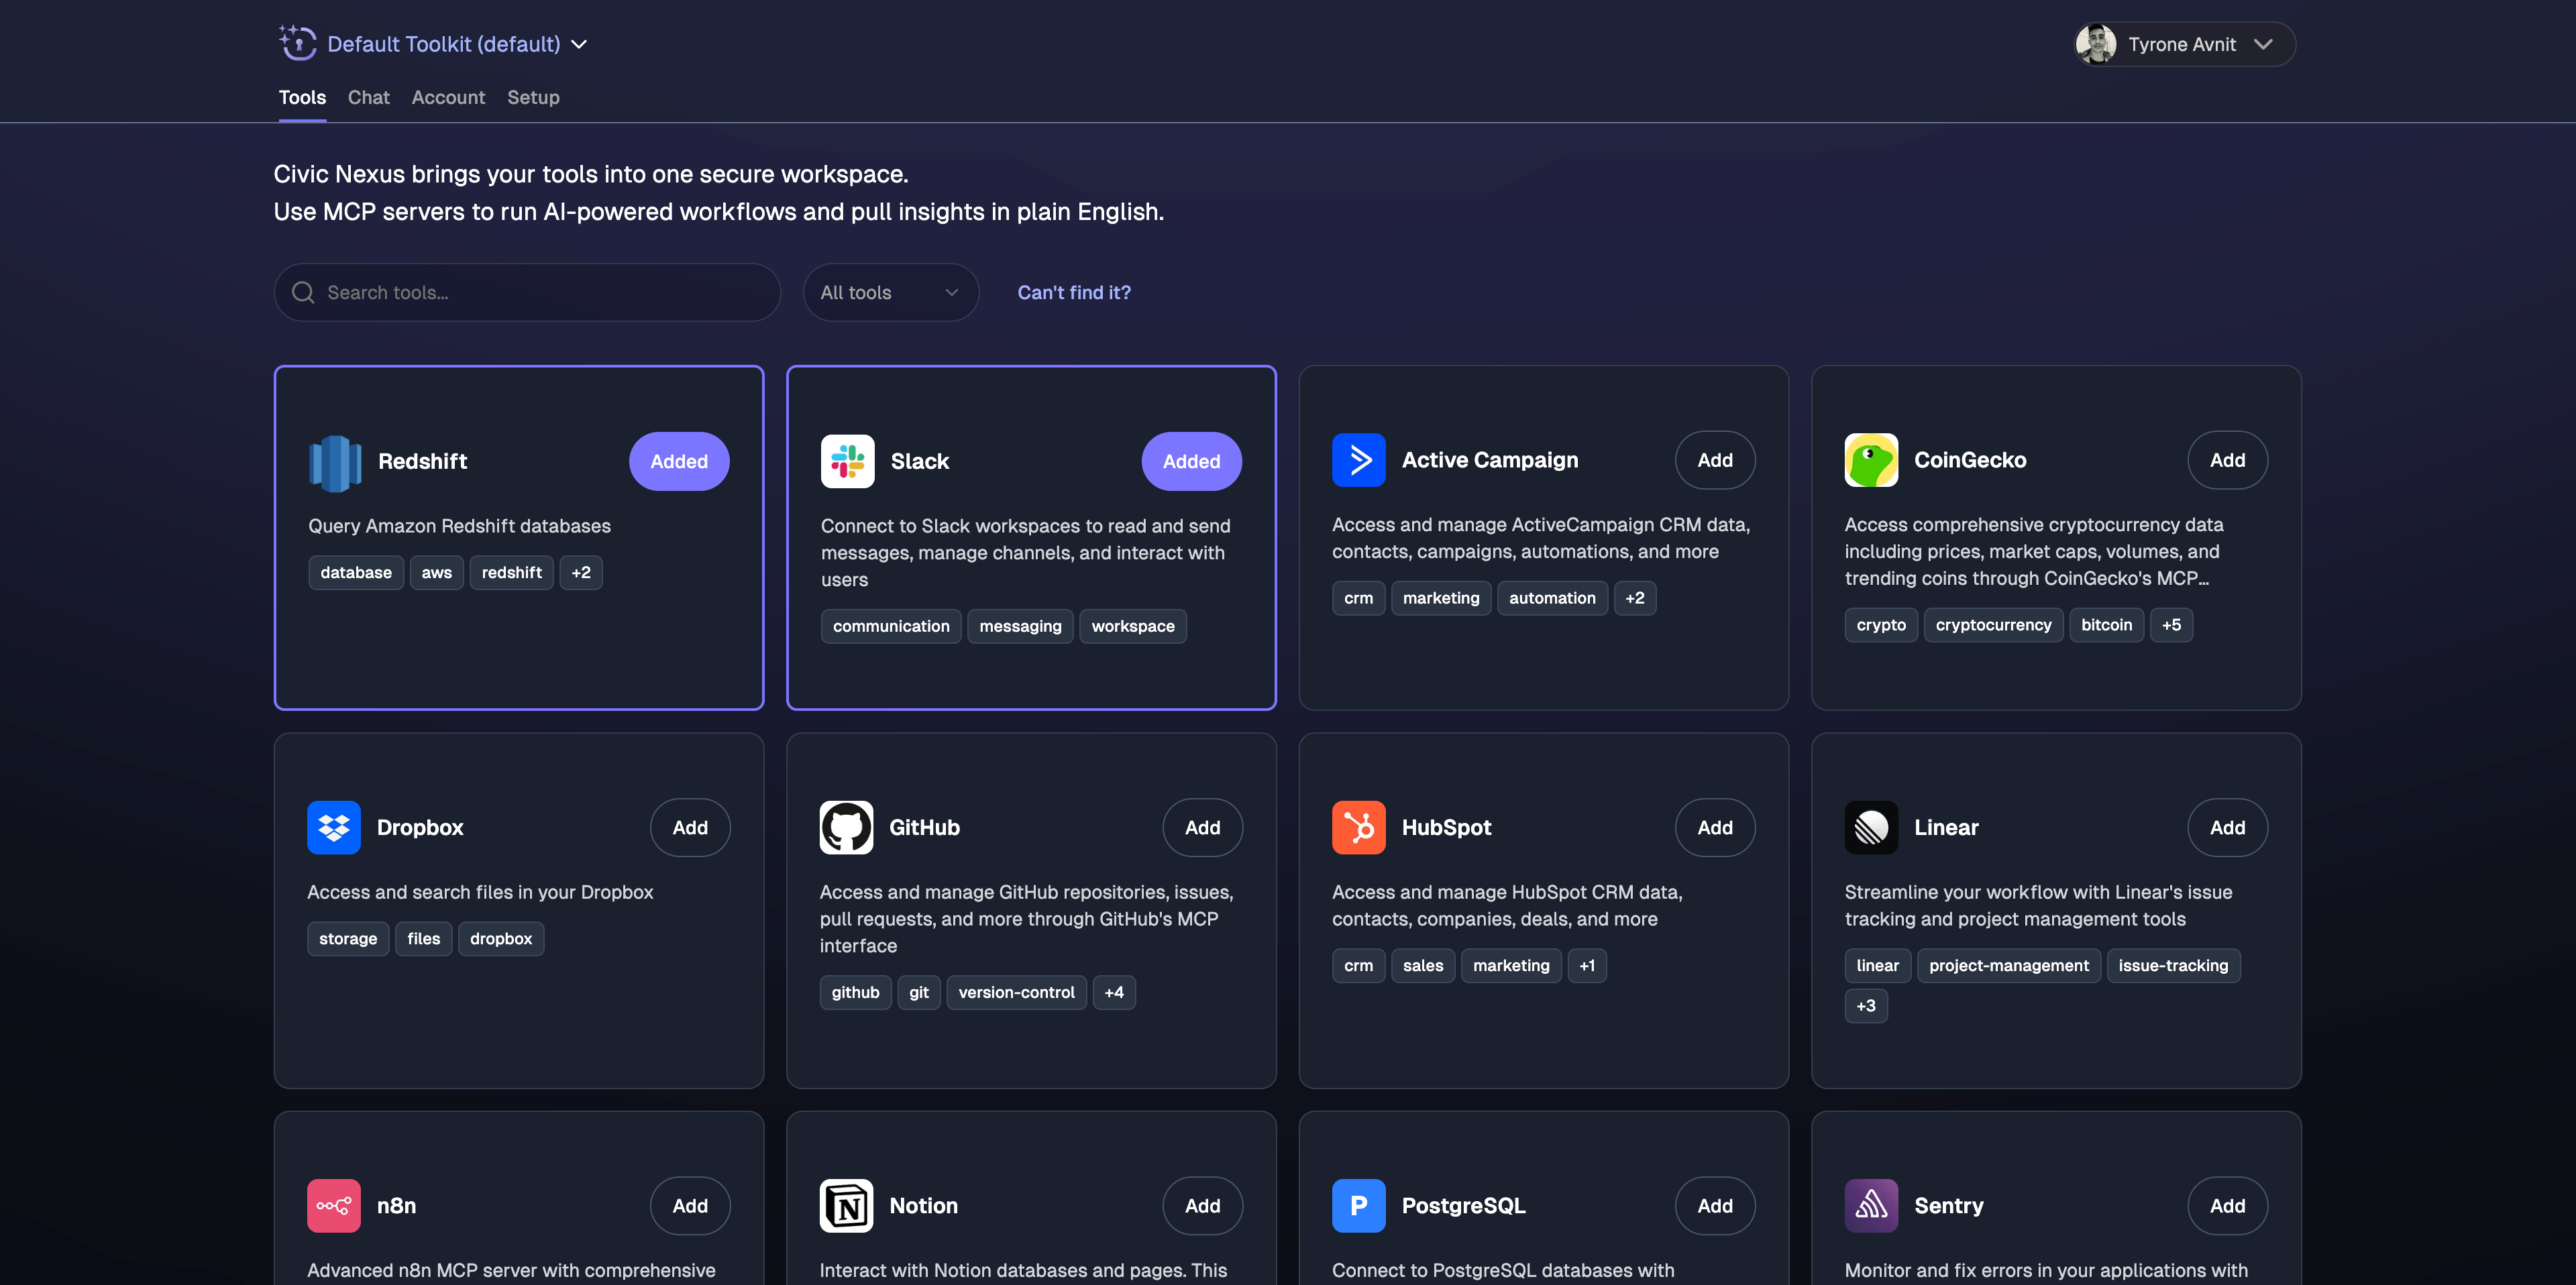 Default Toolkit (default)
Tyrone Avnit
Tools Chat Account Setup
Civic Nexus brings your tools into one secure workspace.
Use MCP servers to run AI-powered workflows and pull insights in plain English.
Search tools...
All tools
Can't find it?
Redshift
Added
Query Amazon Redshift databases
database aws redshift +2
Slack
Added
Connect to Slack workspaces to read and send
messages, manage channels, and interact with
users
communication messaging workspace
Active Campaign
Add
Access and manage ActiveCampaign CRM data,
contacts, campaigns, automations, and more
crm marketing automation +2
CoinGecko
Add
Access comprehensive cryptocurrency data
including prices, market caps, volumes, and
trending coins through CoinGecko's MCP...
crypto cryptocurrency bitcoin +5
Dropbox
Add
Access and search files in your Dropbox
storage files dropbox
GitHub
Add
Access and manage GitHub repositories, issues,
pull requests, and more through GitHub's MCP
interface
github git version-control +4
HubSpot
Add
Access and manage HubSpot CRM data,
contacts, companies, deals, and more
crm sales marketing +1
Linear
Add
Streamline your workflow with Linear's issue
tracking and project management tools
linear project-management issue-tracking
+3
n8n
Add
Advanced n8n MCP server with comprehensive
N
Notion
Add
Interact with Notion databases and pages. This
P
PostgreSQL
Add
Connect to PostgreSQL databases with
Sentry
Add
Monitor and fix errors in your applications with